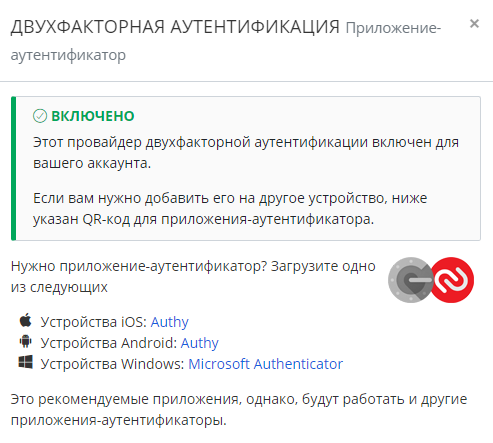 ДВУХФАКТОРНАЯ АУТЕНТИФИКАЦИЯ Приложение-
аутентификатор
×
ВКЛЮЧЕНО
Этот провайдер двухфакторной аутентификации включен для
вашего аккаунта.
Если вам нужно добавить его на другое устройство, ниже
указан QR-код для приложения-аутентификатора.
Нужно приложение-аутентификатор? Загрузите одно
из следующих
Устройства iOS: Authy
Устройства Android: Authy
Устройства Windows: Microsoft Authenticator
Это рекомендуемые приложения, однако, будут работать и другие
приложения-аутентификаторы.